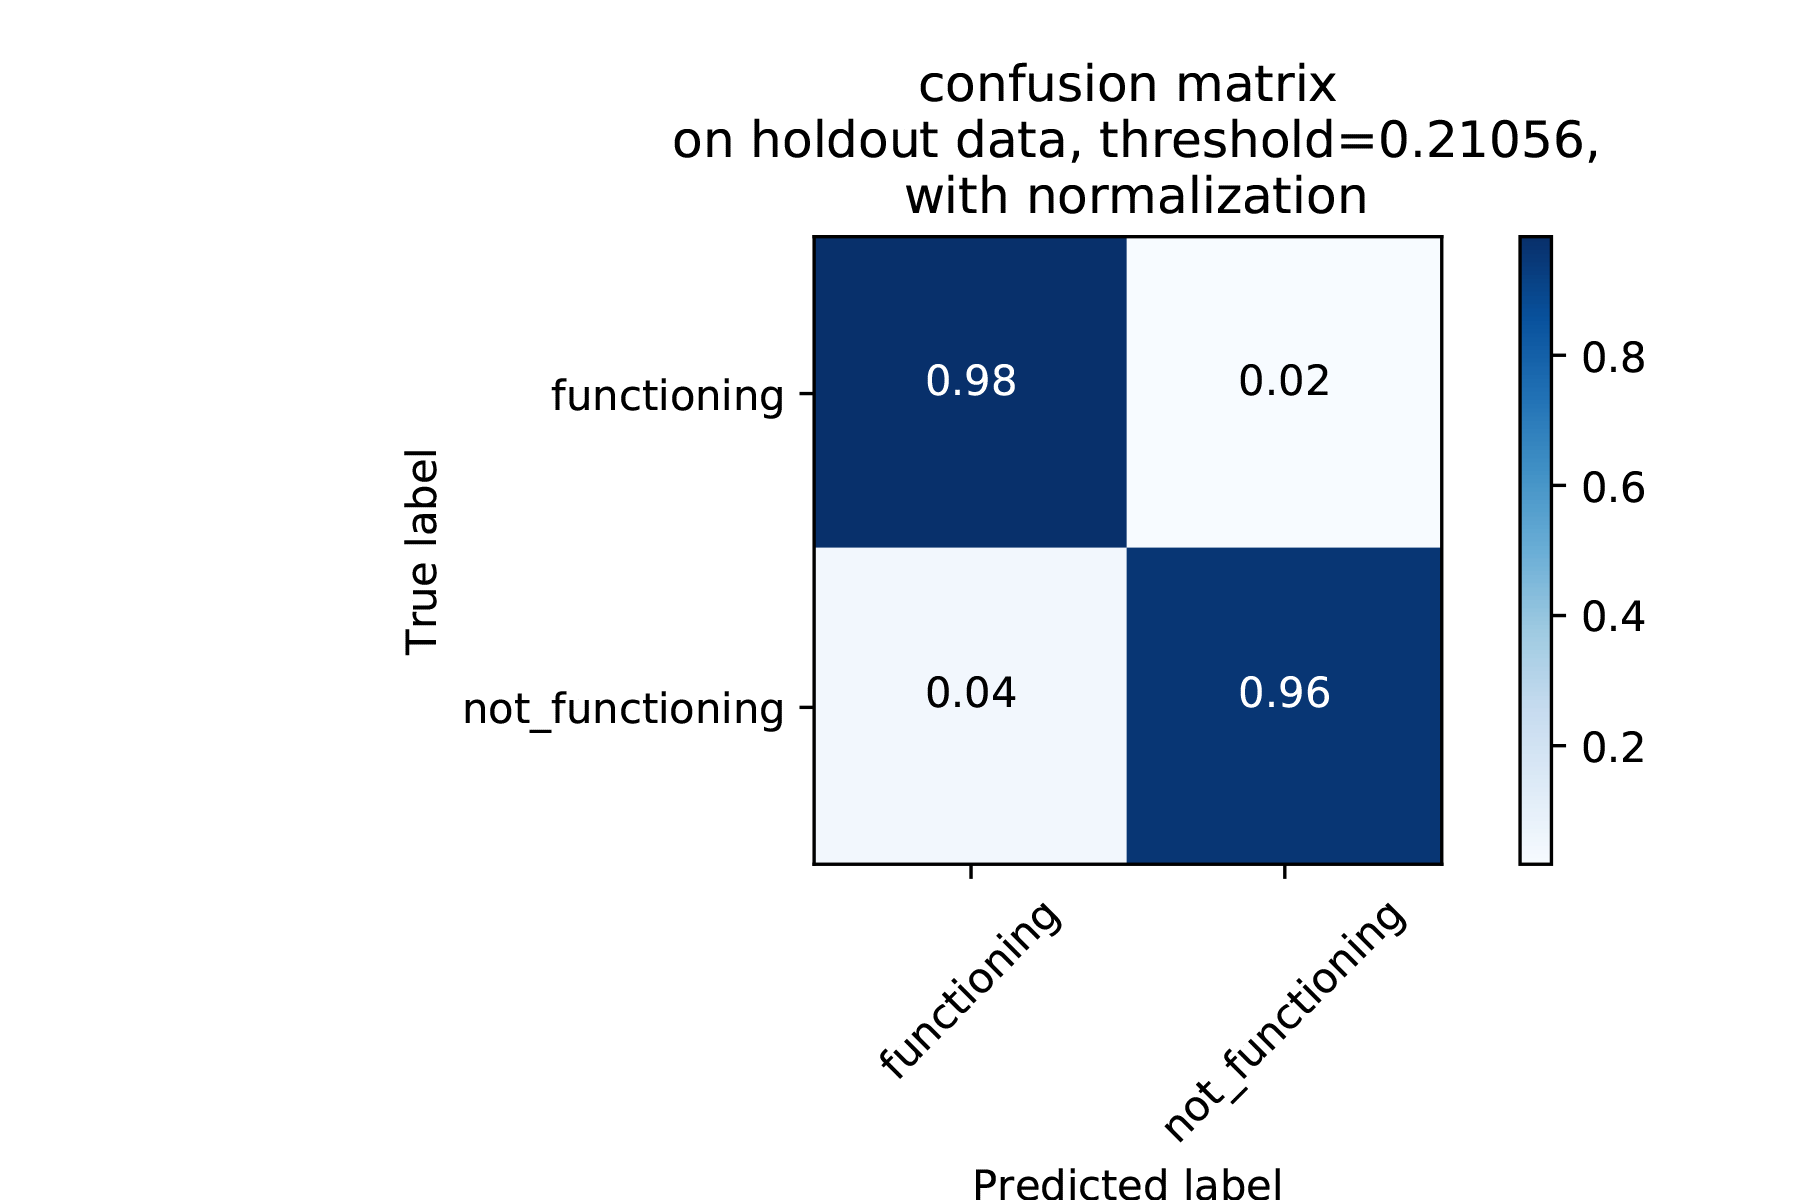 confusion matrix
on holdout data, threshold=0.21056,
with normalization
functioning
0.98
0.02
0.8
0.6
0.4
0.2
True label
not_functioning
0.04
0.96
functioning
not_functioning
Predicted label